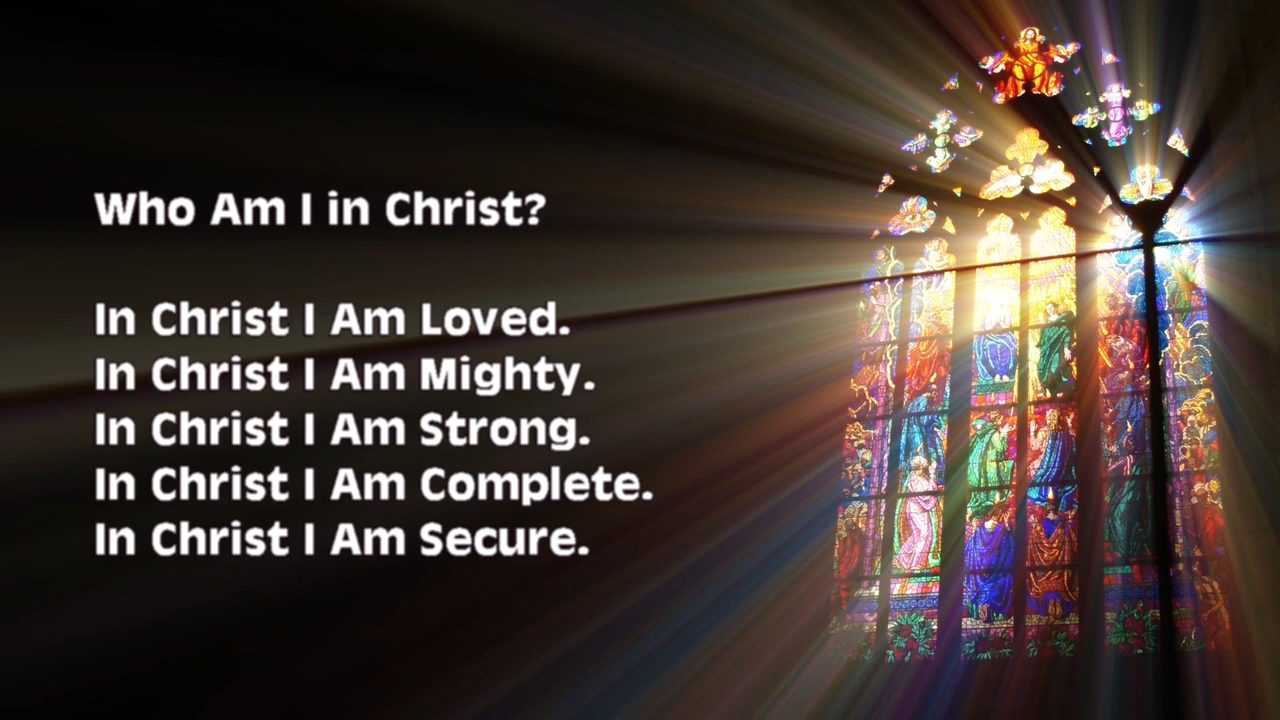 Who Am I in Christ?
In Christ I Am Loved.
In Christ I Am Mighty.
In Christ I Am Strong.
In Christ I Am Complete.
In Christ I Am Secure.